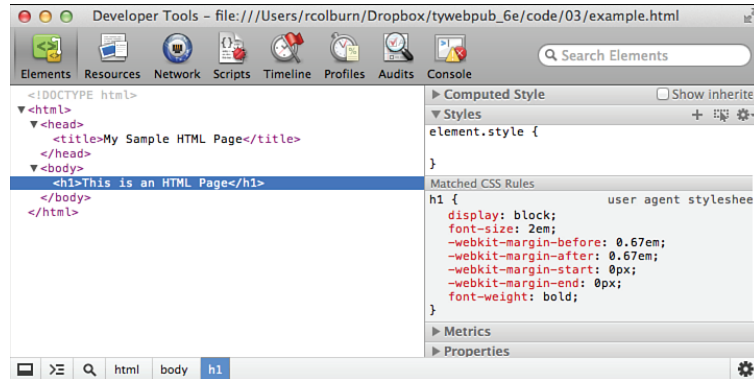 Developer Tools - file:///Users/rcolburn/Dropbox/tywebpub_6e/code/03/example.html
Elements Resources Network Scripts Timeline Profiles Audits Console
Search Elements
<!DOCTYPE html>
<html>
<head>
<title>My Sample HTML Page</title>
</head>
<body>
<h1>This is an HTML Page</h1>
</body>
</html>
Computed Style Show inherite
Styles
element.style {
}
Matched CSS Rules
h1 { user agent styleshee
display: block;
font-size: 2em;
-webkit-margin-before: 0.67em;
-webkit-margin-after: 0.67em;
-webkit-margin-start: 0px;
-webkit-margin-end: 0px;
font-weight: bold;
}
Metrics
Properties
html body h1